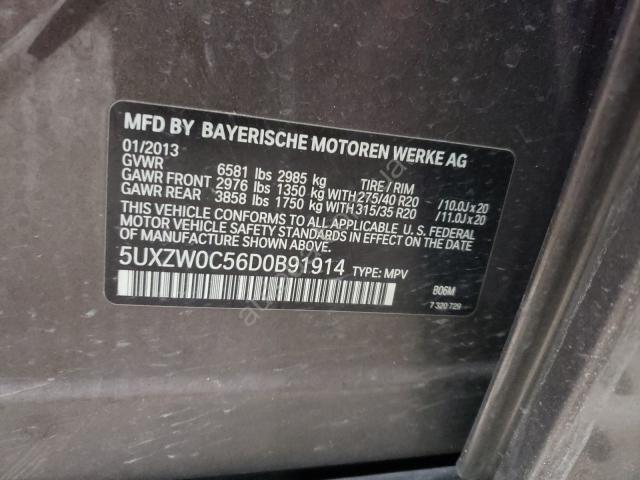 MFD BY BAYERISCHE MOTOREN WERKE AG
01/2013
GVWR 6581 lbs 2985 kg TIRE / RIM
GAWR FRONT 2976 lbs 1350 kg WITH 275/40 R20 /10.0J x 20
GAWR REAR 3858 lbs 1750 kg WITH 315/35 R20 /11.0J x 20
THIS VEHICLE CONFORMS TO ALL APPLICABLE U.S. FEDERAL
MOTOR VEHICLE SAFETY STANDARDS IN EFFECT ON THE DATE
OF MANUFACTURE SHOWN ABOVE.
5UXZW0C56D0B91914 TYPE: MPV
B06M
7 320 729